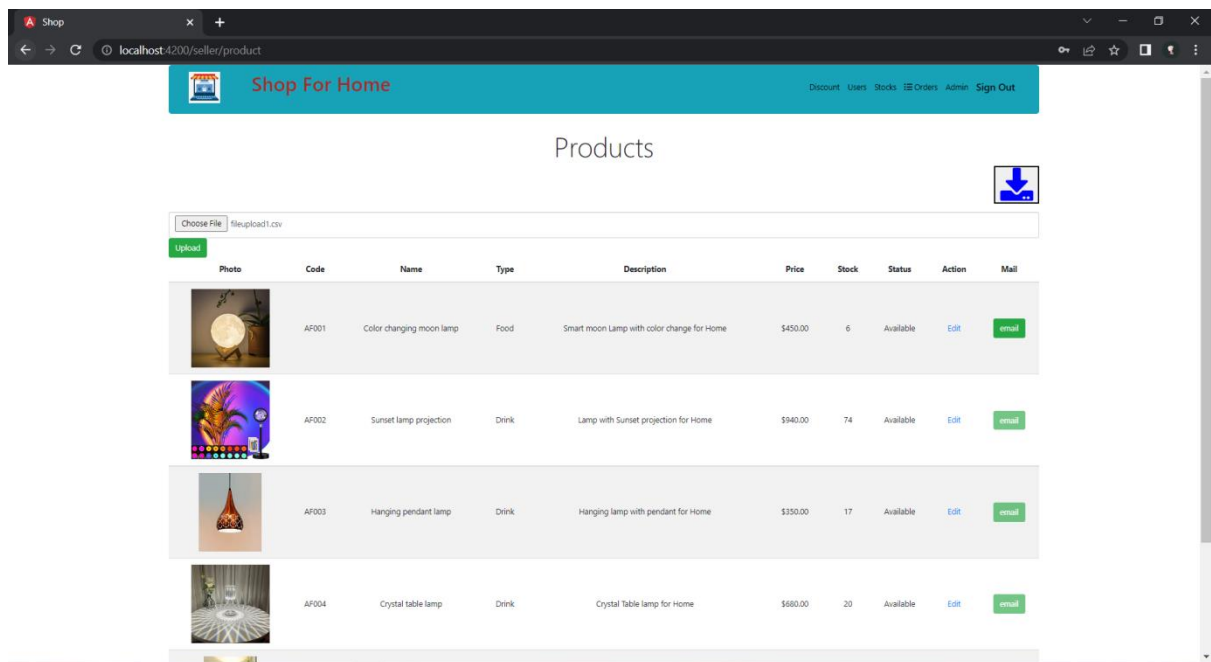 Shop
localhost:4200/seller/product
Shop For Home
Discount Users Stocks Orders Admin Sign Out
Products
Choose File fileupload1.csv
Upload
Photo Code Name Type Description Price Stock Status Action Mail
AF001 Color changing moon lamp Food Smart moon Lamp with color change for Home $450.00 6 Available Edit email
AF002 Sunset lamp projection Drink Lamp with Sunset projection for Home $940.00 74 Available Edit email
AF003 Hanging pendant lamp Drink Hanging lamp with pendant for Home $350.00 17 Available Edit email
AF004 Crystal table lamp Drink Crystal Table lamp for Home $680.00 20 Available Edit email